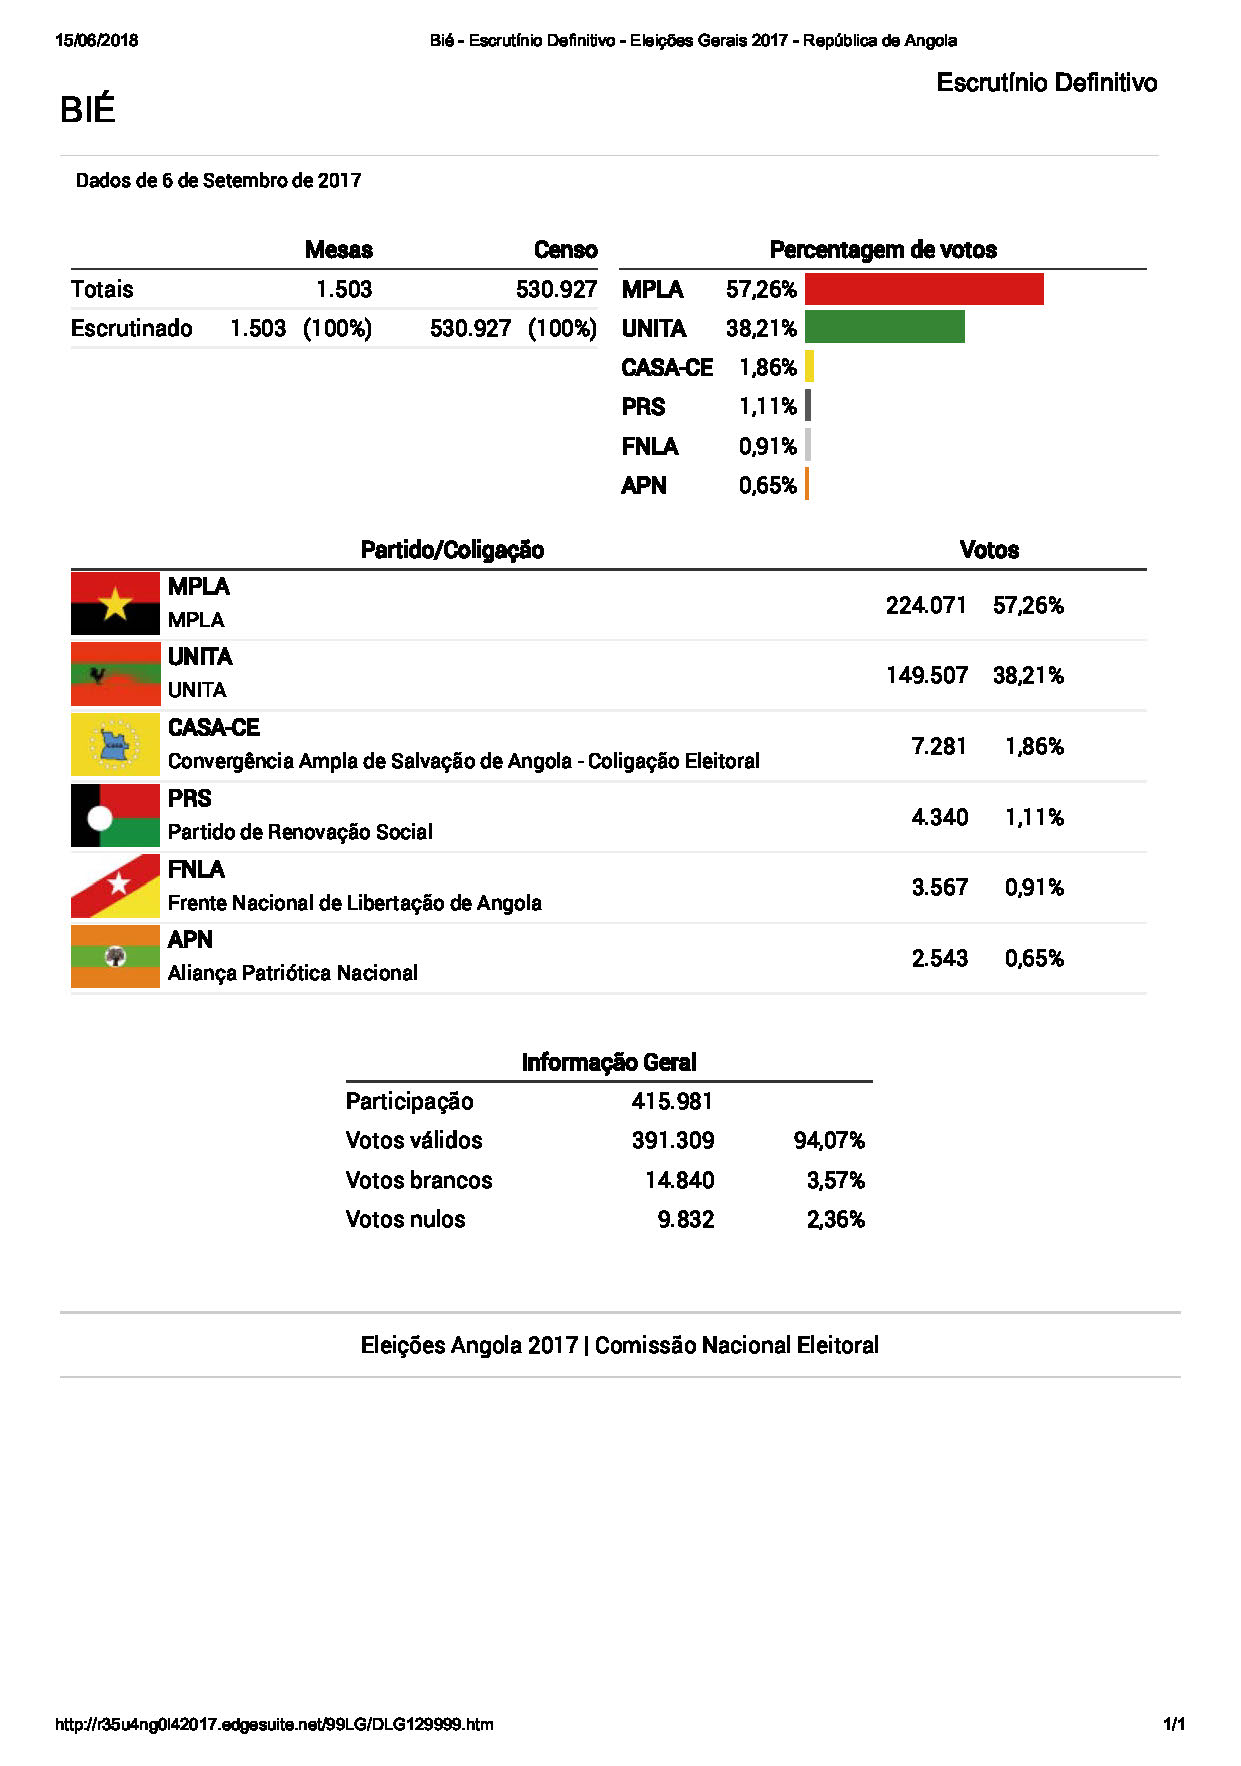 15/06/2018 Bié - Escrutínio Definitivo - Eleições Gerais 2017 - República de Angola
Escrutínio Definitivo
BIÉ
Dados de 6 de Setembro de 2017
Mesas Censo Percentagem de votos
Totais 1.503 530.927 MPLA 57,26%
Escrutinado 1.503 (100%) 530.927 (100%) UNITA 38,21%
CASA-CE 1,86%
PRS 1,11%
FNLA 0,91%
APN 0,65%
Partido/Coligação Votos
MPLA
MPLA 224.071 57,26%
UNITA
UNITA 149.507 38,21%
CASA-CE
Convergência Ampla de Salvação de Angola - Coligação Eleitoral 7.281 1,86%
PRS
Partido de Renovação Social 4.340 1,11%
FNLA
Frente Nacional de Libertação de Angola 3.567 0,91%
APN
Aliança Patriótica Nacional 2.543 0,65%
Informação Geral
Participação 415.981
Votos válidos 391.309 94,07%
Votos brancos 14.840 3,57%
Votos nulos 9.832 2,36%
Eleições Angola 2017 | Comissão Nacional Eleitoral
http://r35u4ng0l42017.edgesuite.net/99LG/DLG129999.htm 1/1